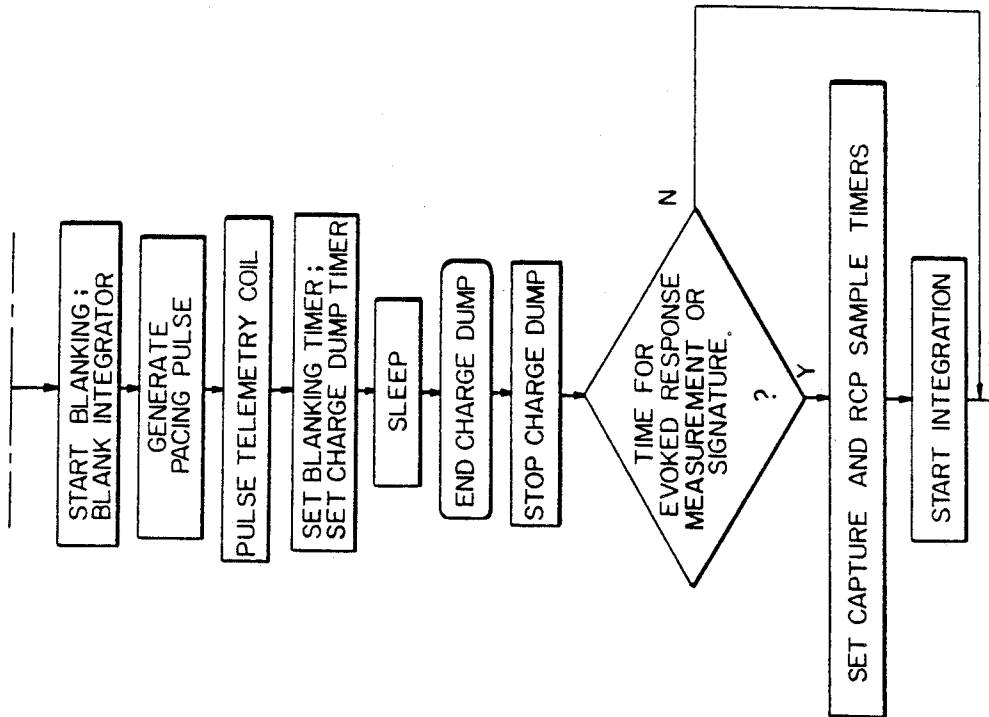 START BLANKING;
BLANK INTEGRATOR
GENERATE
PACING PULSE
PULSE TELEMETRY COIL
SET BLANKING TIMER;
SET CHARGE DUMP TIMER
SLEEP
END CHARGE DUMP
STOP CHARGE DUMP
TIME FOR
EVOKED RESPONSE
MEASUREMENT OR
SIGNATURE.
?
N
Y
SET CAPTURE AND RCP SAMPLE TIMERS
START INTEGRATION